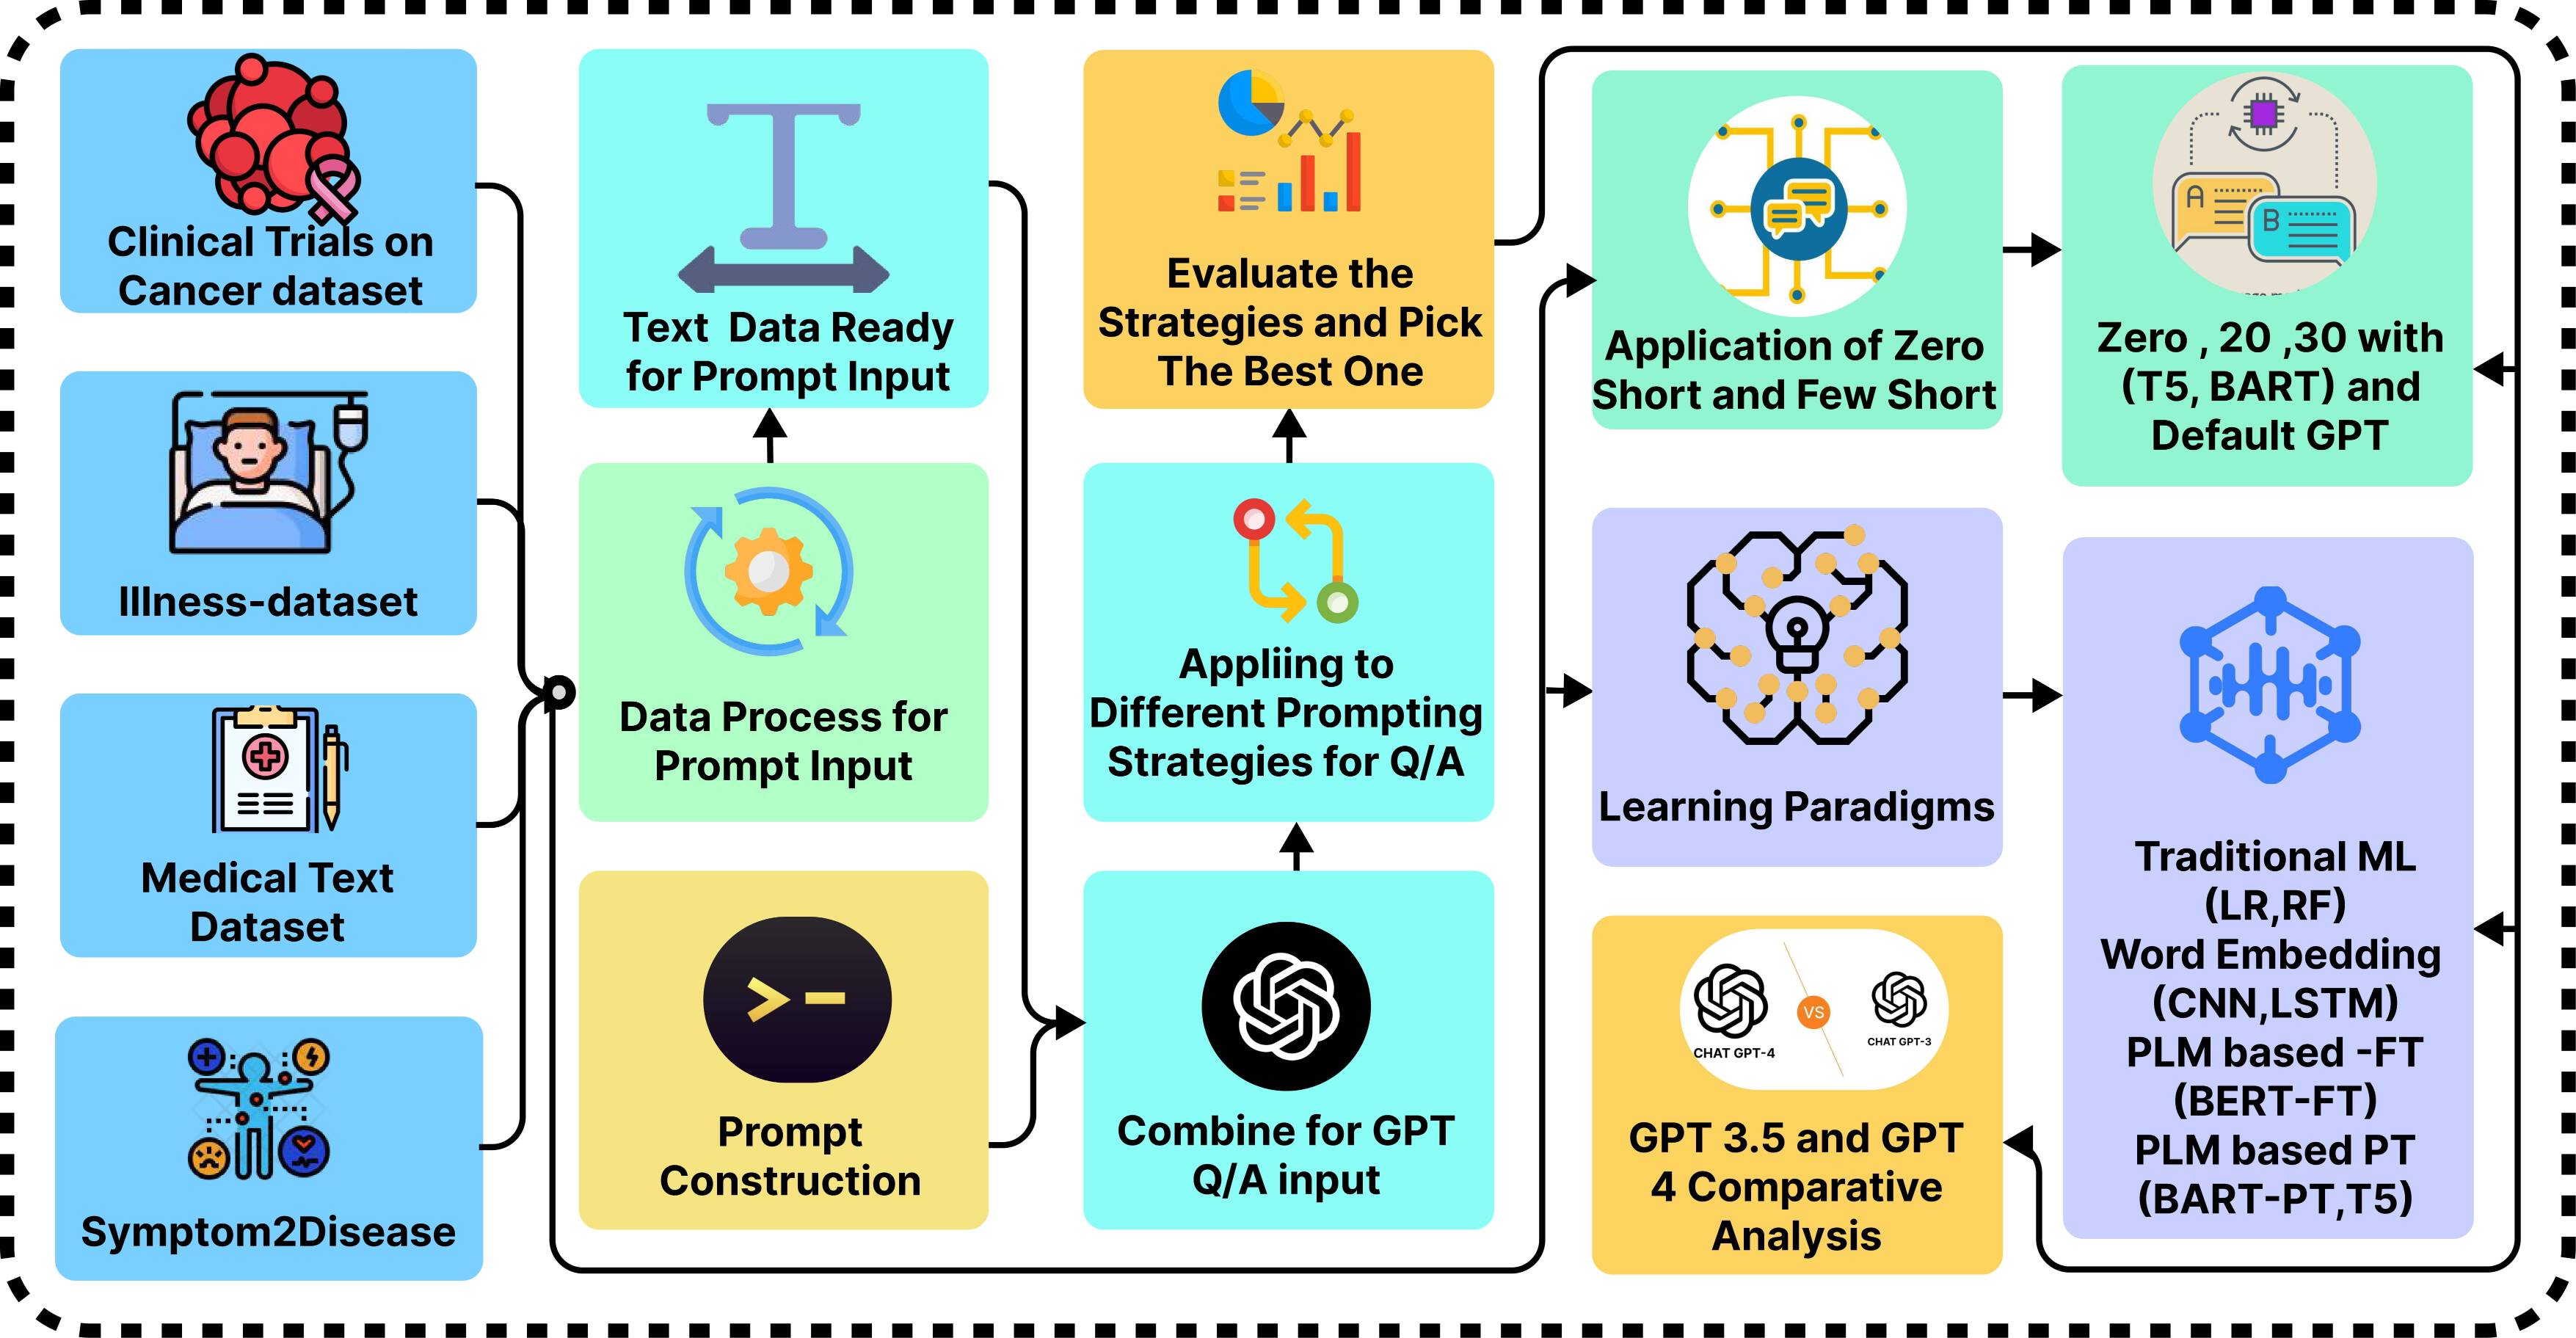 Clinical Trials on
Cancer dataset
Illness-dataset
Medical Text
Dataset
Symptom2Disease
Text Data Ready
for Prompt Input
Data Process for
Prompt Input
Prompt
Construction
Evaluate the
Strategies and Pick
The Best One
Appliing to
Different Prompting
Strategies for Q/A
Combine for GPT
Q/A input
Application of Zero
Short and Few Short
A
B
Zero , 20 ,30 with
(T5, BART) and
Default GPT
Learning Paradigms
Traditional ML
(LR,RF)
Word Embedding
(CNN,LSTM)
PLM based -FT
(BERT-FT)
PLM based PT
(BART-PT,T5)
CHAT GPT-4
VS
CHAT GPT-3
GPT 3.5 and GPT
4 Comparative
Analysis